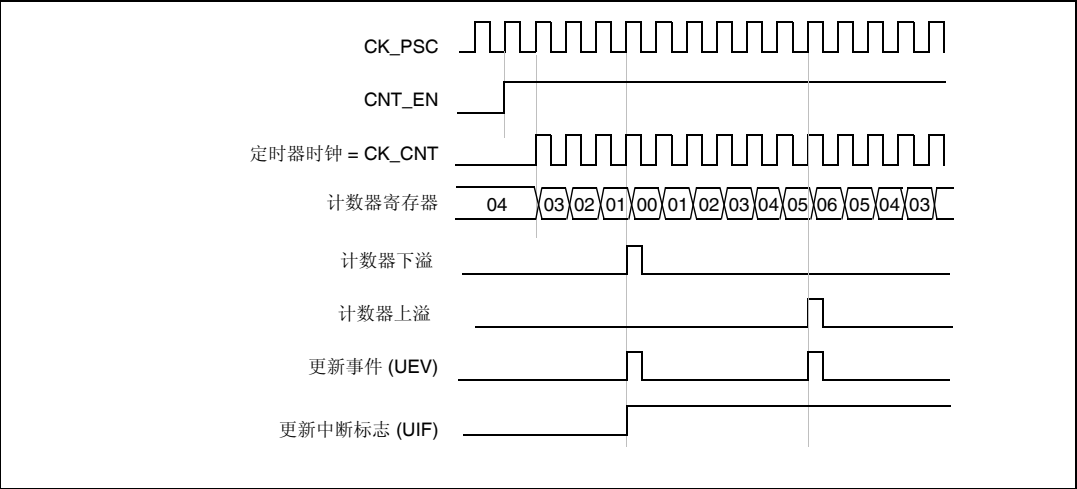 CK_PSC
CNT_EN
定时器时钟 = CK_CNT
计数器寄存器 04 03 02 01 00 01 02 03 04 05 06 05 04 03
计数器下溢
计数器上溢
更新事件 (UEV)
更新中断标志 (UIF)